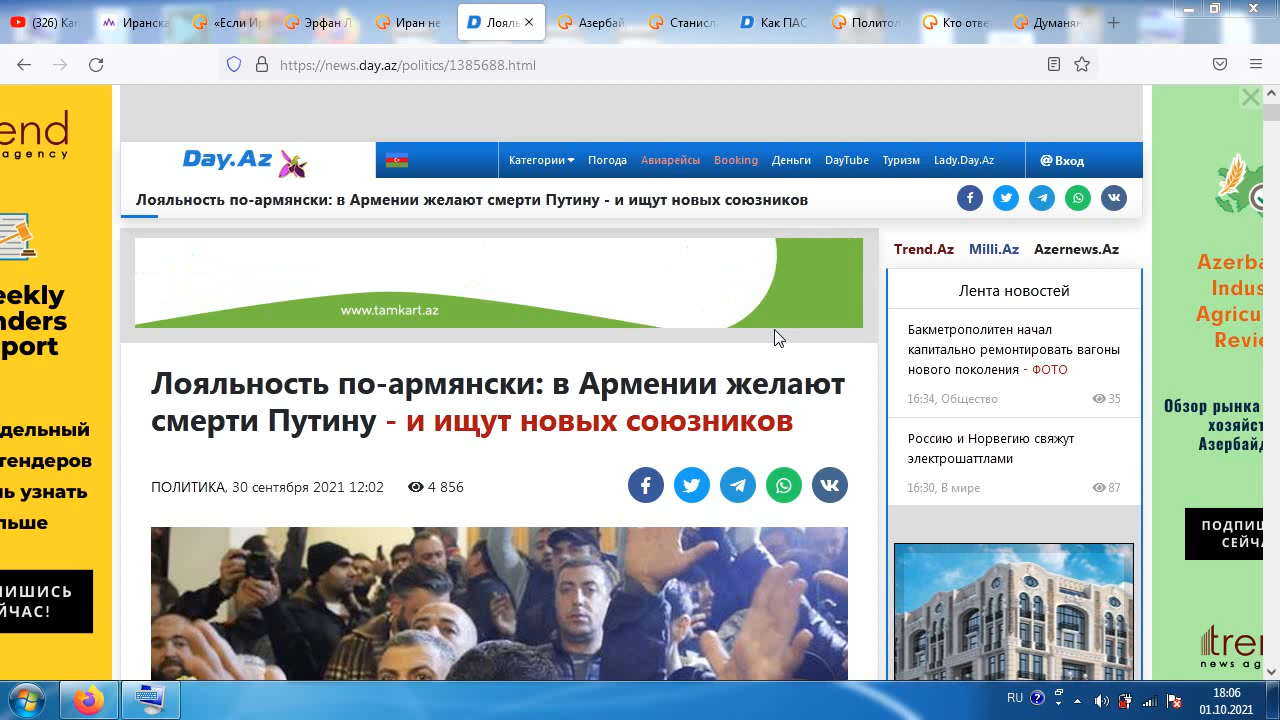 (326) Ка
Иранска
«Если Ир
Эрфан Л
Иран не
Лоял
Азербай
Станисл
Как ПАС
Полито
Кто отве
Думанян
https://news.day.az/politics/1385688.html
end
agency
Day.Az
Категории
Погода
Авиарейсы
Booking
Деньги
DayTube
Туризм
Lady.Day.Az
@ Вход
Лояльность по-армянски: в Армении желают смерти Путину - и ищут новых союзников
www.tamkart.az
Лояльность по-армянски: в Армении желают
смерти Путину - и ищут новых союзников
ПОЛИТИКА, 30 сентября 2021 12:02
4 856
Trend.Az
Milli.Az
Azernews.Az
Лента новостей
Бакметрополитен начал
капитально ремонтировать вагоны
нового поколения - ФОТО
16:34, Общество
35
Россию и Норвегию свяжут
электрошаттлами
16:30, В мире
87
eekly
nders
port
дельный
тендеров
ь узнать
льше
ПИШИСЬ
ЙЧАС!
Azerba
Indus
Agricu
Revie
Обзор рынка
хозяйст
Азербайд
ПОДПИШ
СЕЙЧА
tren
news ag
RU
18:06
01.10.2021